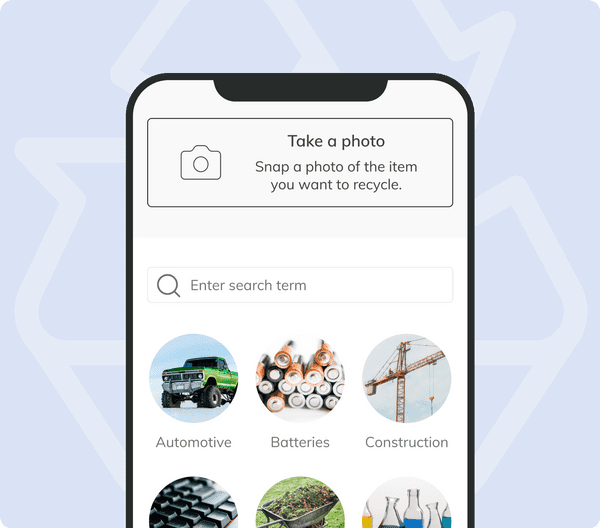 Take a photo
Snap a photo of the item
you want to recycle.
Enter search term
Automotive
Batteries
Construction